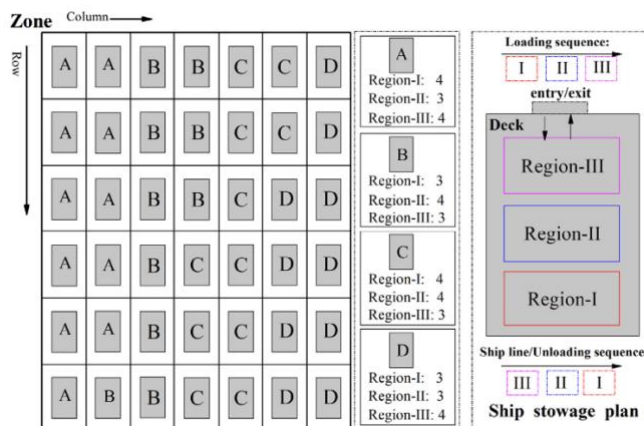 Zone
Column
Row
A A B B C C D
A A B B C C D
A A B B C D D
A A B C C D D
A A B C C D D
A B B C C D D
A
Region-I: 4
Region-II: 3
Region-III: 4
B
Region-I: 3
Region-II: 4
Region-III: 3
C
Region-I: 4
Region-II: 4
Region-III: 3
D
Region-I: 3
Region-II: 3
Region-III: 4
Loading sequence:
I II III
entry/exit
Deck
Region-III
Region-II
Region-I
Ship line/Unloading sequence
III II I
Ship stowage plan